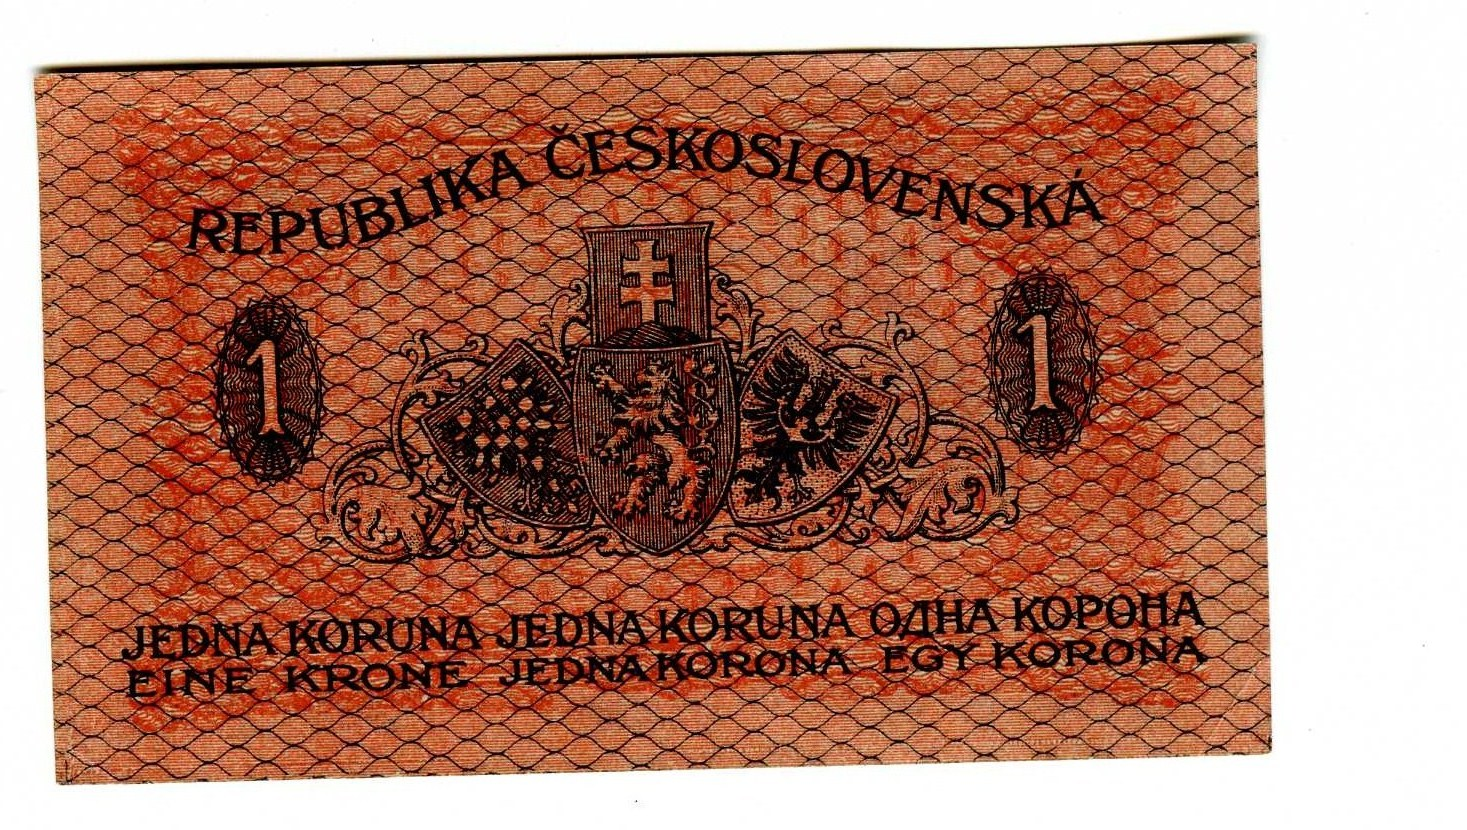 REPUBLIKA ČESKOSLOVENSKÁ
1 1
JEDNA KORUNA JEDNA KORUNA ОДНА КОРОНА
EINE KRONE JEDNA KORONA EGY KORONA